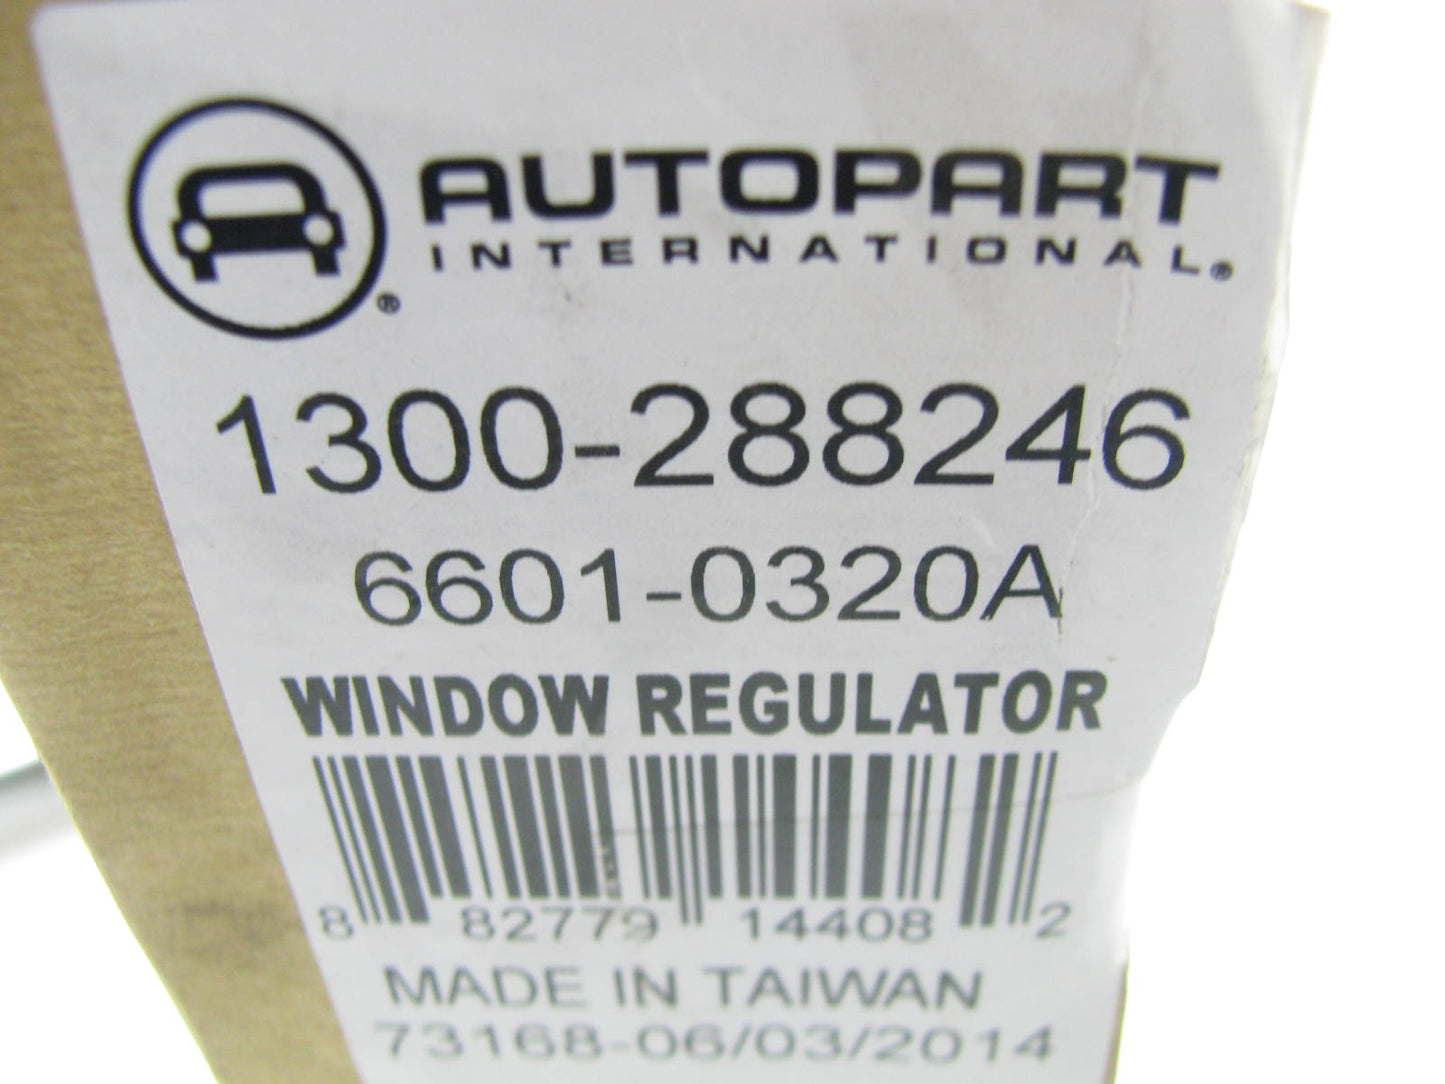 AUTOPART
INTERNATIONAL®
®
1300-288246
6601-0320A
WINDOW REGULATOR
8 82779 14408 2
MADE IN TAIWAN
73168-06/03/2014